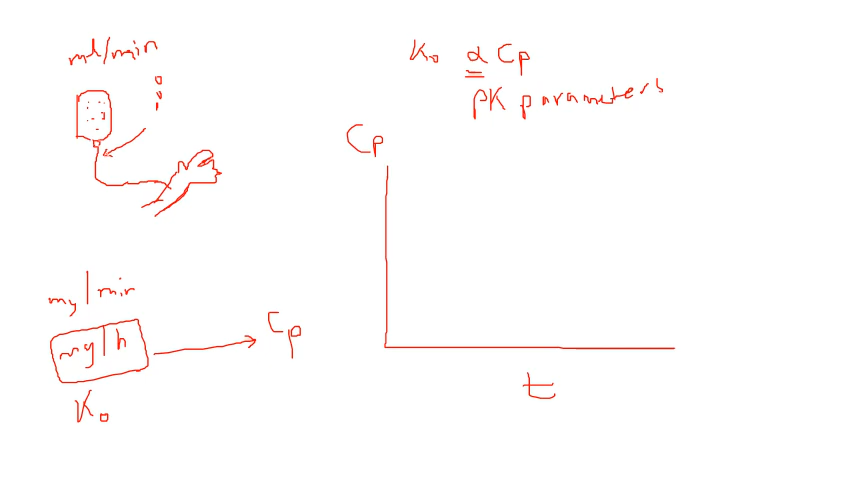 ml/min
K₀ α Cp
PK parameters
Cp
mg/min
mg/h
Cp
K₀
t